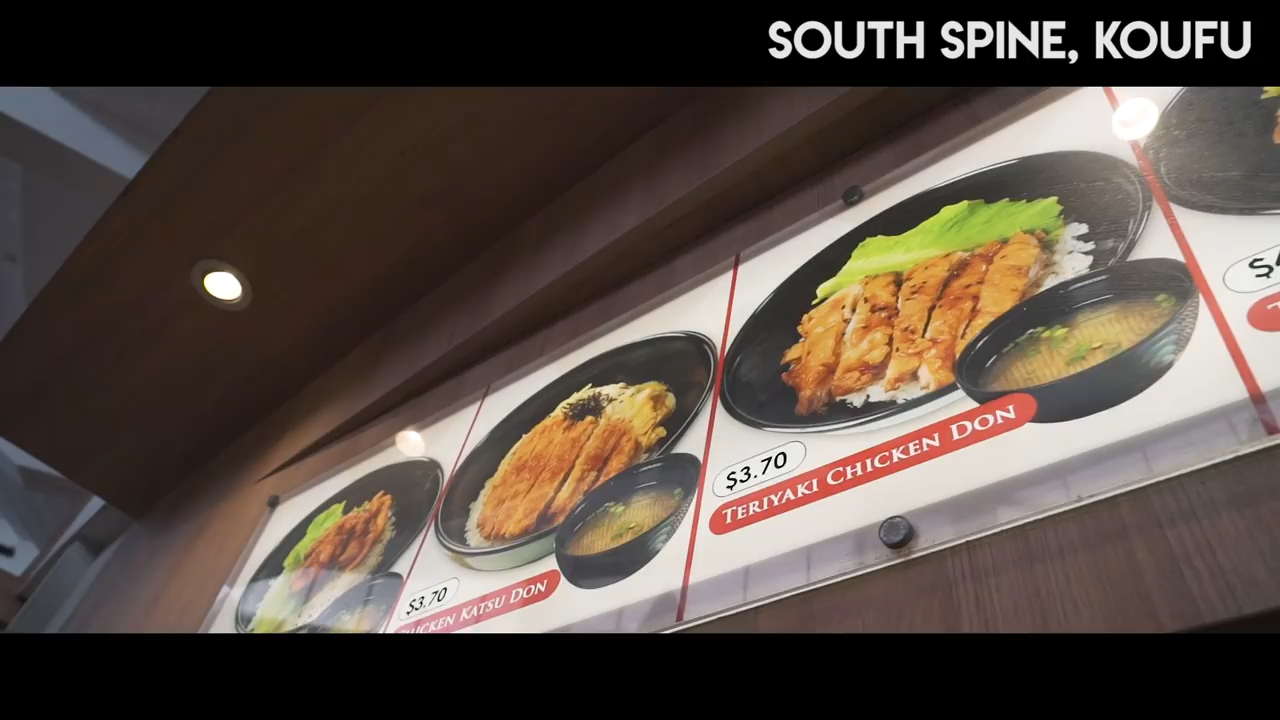 SOUTH SPINE, KOUFU
$3.70
TERIYAKI CHICKEN DON
$3.70
CHICKEN KATSU DON